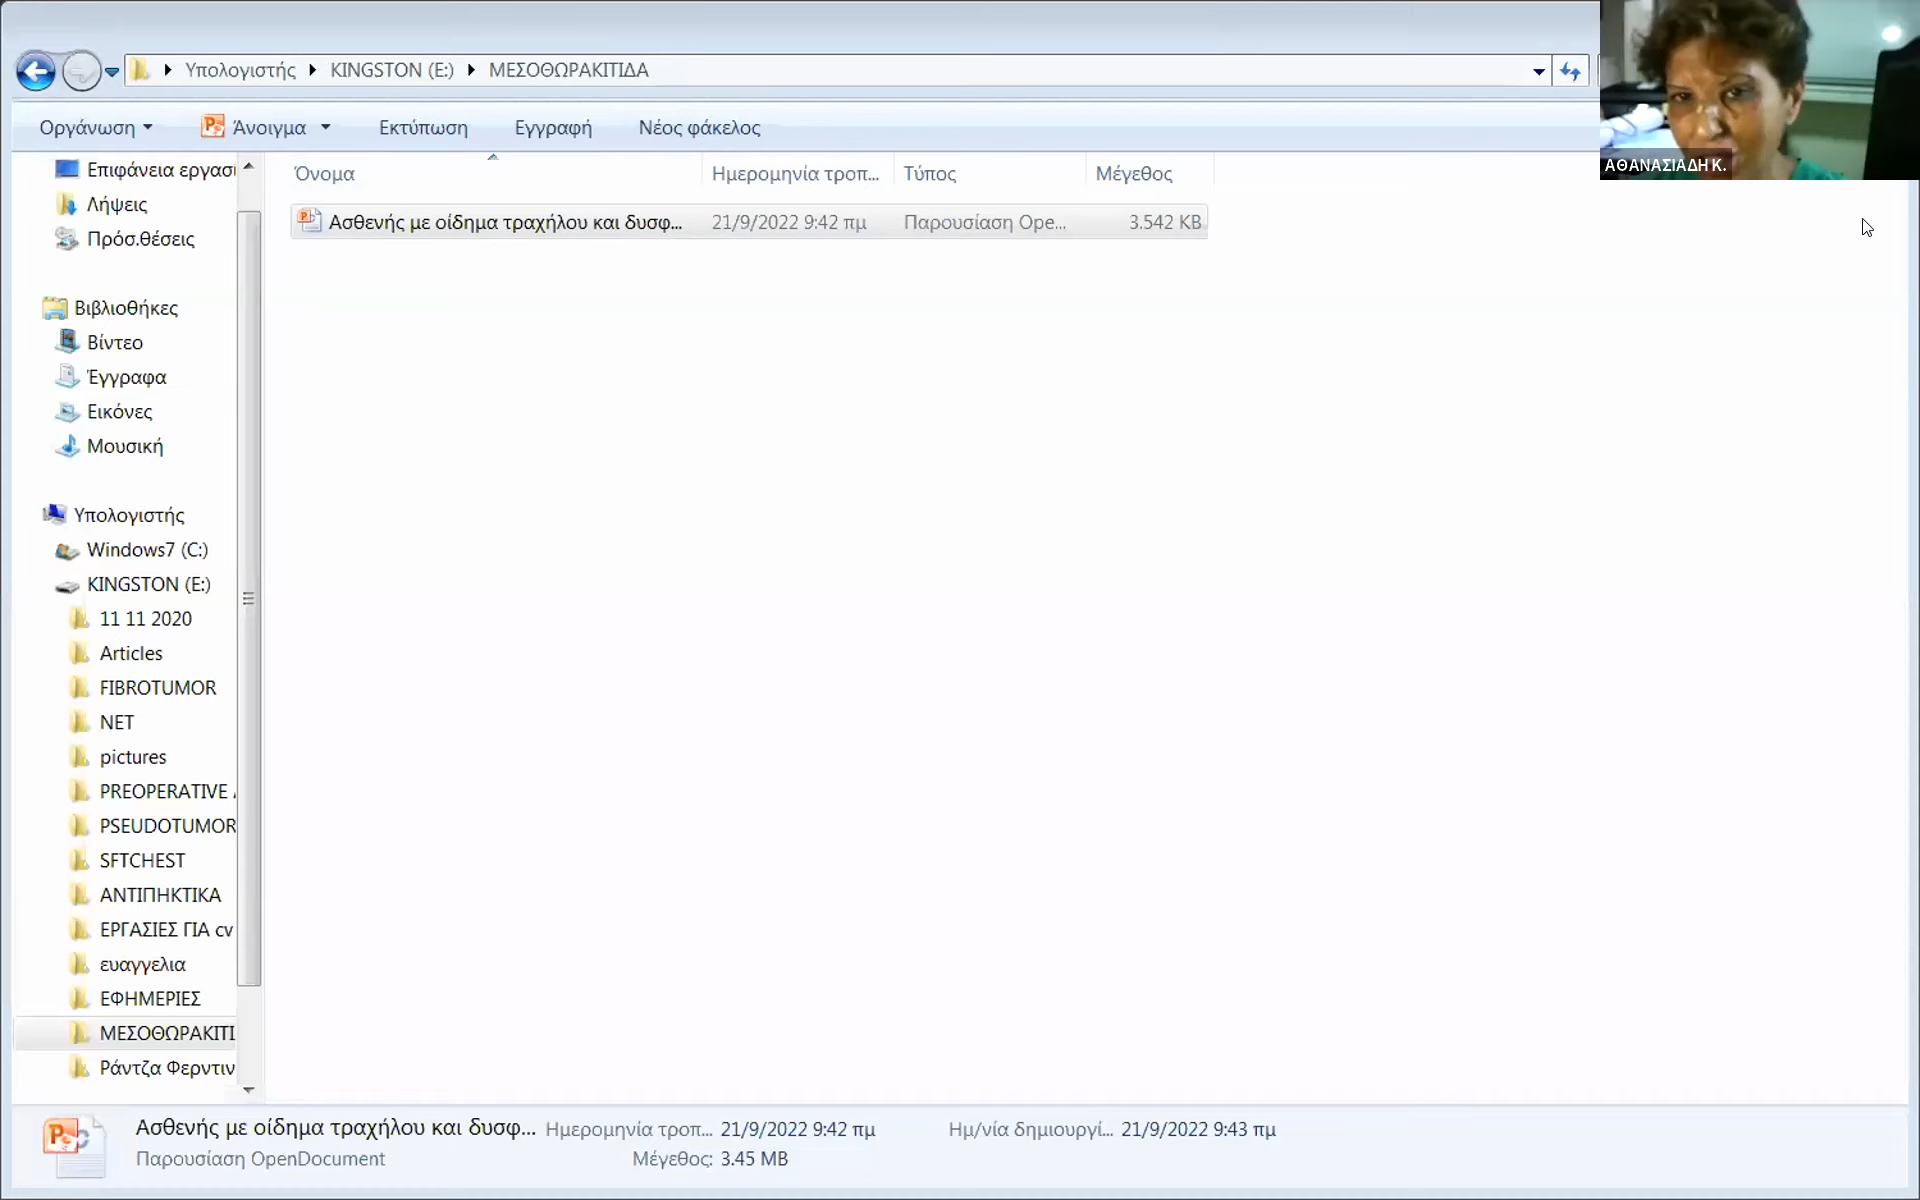 Υπολογιστής KINGSTON (E:) ΜΕΣΟΘΩΡΑΚΙΤΙΔΑ
ΑΘΑΝΑΣΙΑΔΗ Κ.
Οργάνωση Άνοιγμα Εκτύπωση Εγγραφή Νέος φάκελος
Όνομα Ημερομηνία τροπ... Τύπος Μέγεθος
Ασθενής με οίδημα τραχήλου και δυσφ... 21/9/2022 9:42 πμ Παρουσίαση Ope... 3.542 KB
Επιφάνεια εργασί
Λήψεις
Πρόσ.θέσεις
Βιβλιοθήκες
Βίντεο
Έγγραφα
Εικόνες
Μουσική
Υπολογιστής
Windows7 (C:)
KINGSTON (E:)
11 11 2020
Articles
FIBROTUMOR
NET
pictures
PREOPERATIVE
PSEUDOTUMOR
SFTCHEST
ΑΝΤΙΠΗΚΤΙΚΑ
ΕΡΓΑΣΙΕΣ ΓΙΑ cv
ευαγγελια
ΕΦΗΜΕΡΙΕΣ
ΜΕΣΟΘΩΡΑΚΙΤΙ
Ράντζα Φερντιν
Ασθενής με οίδημα τραχήλου και δυσφ... Ημερομηνία τροπ... 21/9/2022 9:42 πμ Ημ/νία δημιουργί... 21/9/2022 9:43 πμ
Παρουσίαση OpenDocument Μέγεθος: 3.45 MB